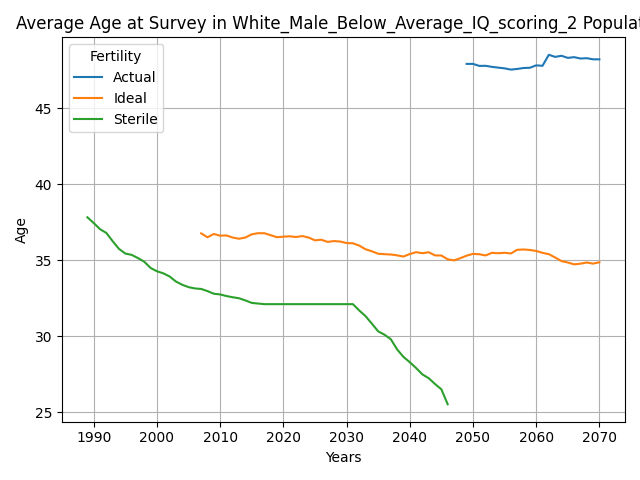 Average Age at Survey in White_Male_Below_Average_IQ_scoring_2 Populat
Fertility
Actual
Ideal
Sterile
45
40
35
30
25
Age
1990 2000 2010 2020 2030 2040 2050 2060 2070
Years